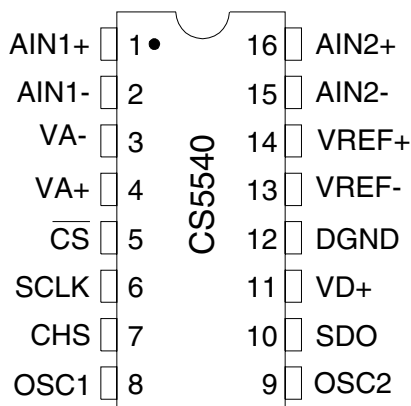 AIN1+ 1 16 AIN2+
AIN1- 2 15 AIN2-
VA- 3 14 VREF+
VA+ 4 13 VREF-
CS 5 12 DGND
SCLK 6 11 VD+
CHS 7 10 SDO
OSC1 8 9 OSC2
CS5540